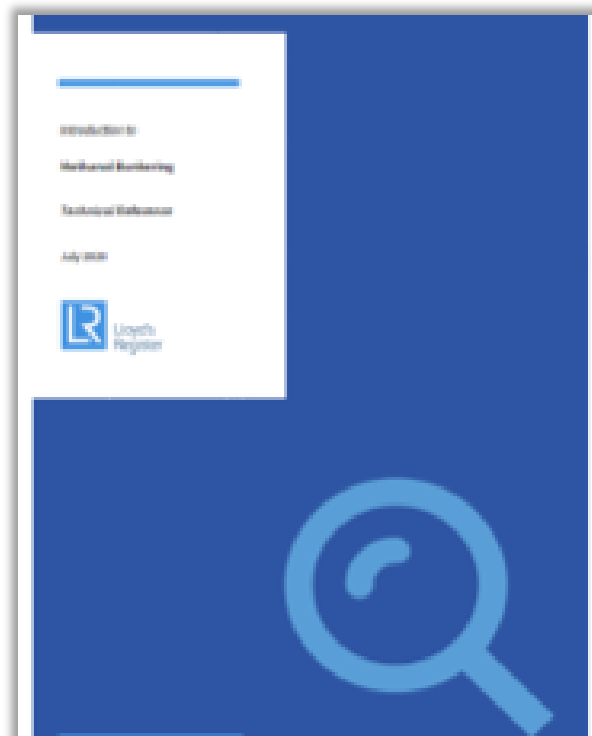 Introduction to
Methanol Bunkering
Technical Reference
July 2020
LR
Lloyd's
Register